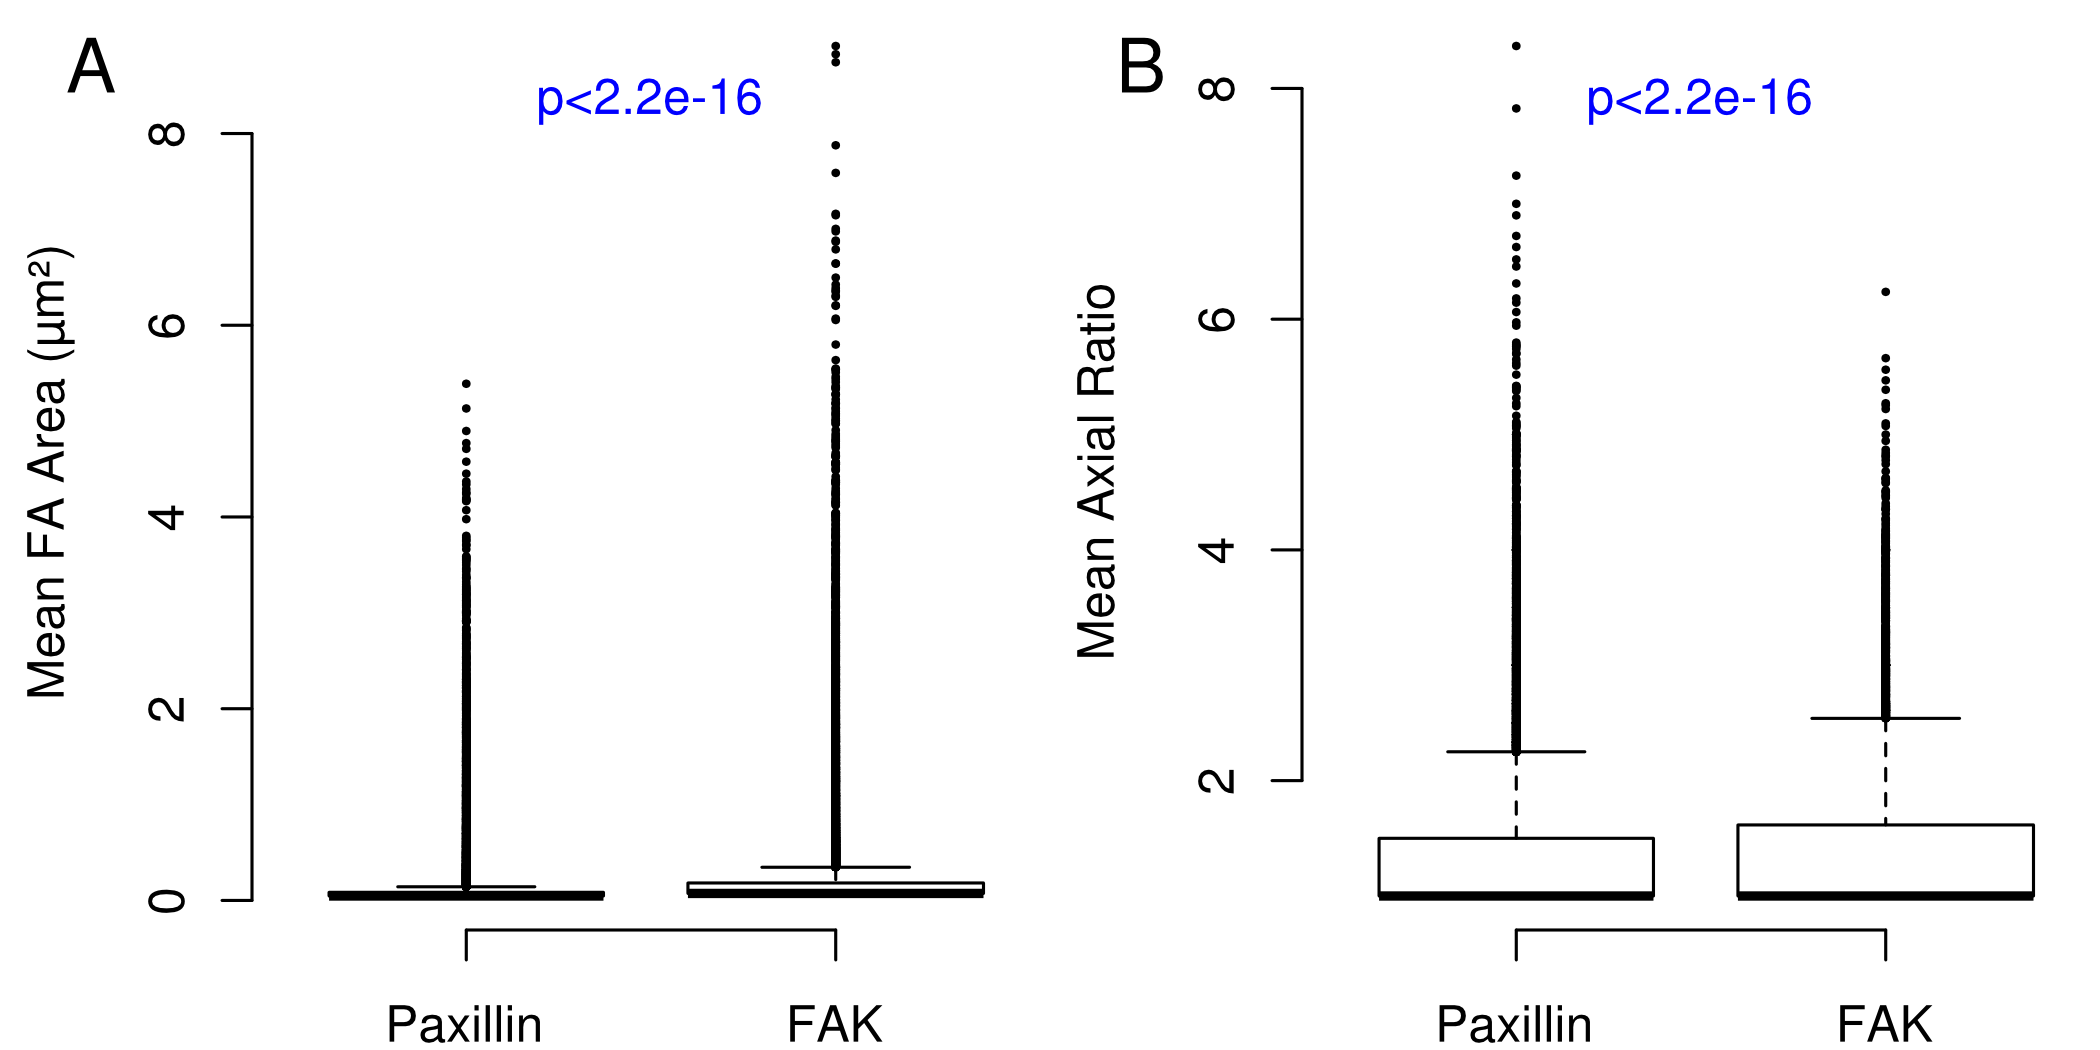 A
p<2.2e-16
Mean FA Area (µm²)
8
6
4
2
0
Paxillin
FAK
B
p<2.2e-16
Mean Axial Ratio
8
6
4
2
Paxillin
FAK